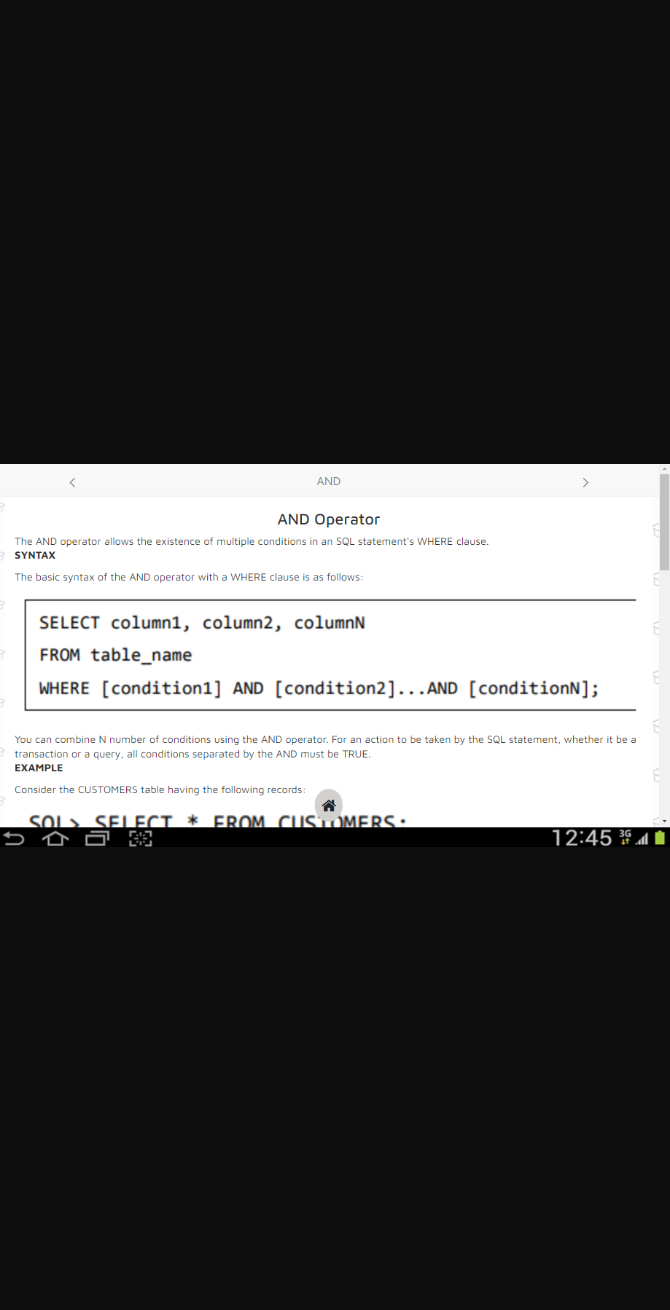 AND
AND Operator
The AND operator allows the existence of multiple conditions in an SQL statement's WHERE clause.
SYNTAX
The basic syntax of the AND operator with a WHERE clause is as follows:
SELECT column1, column2, columnN
FROM table_name
WHERE [condition1] AND [condition2]...AND [conditionN];
You can combine N number of conditions using the AND operator. For an action to be taken by the SQL statement, whether it be a
transaction or a query, all conditions separated by the AND must be TRUE.
EXAMPLE
Consider the CUSTOMERS table having the following records:
SQL> SELECT * FROM CUSTOMERS;
12:45 3G